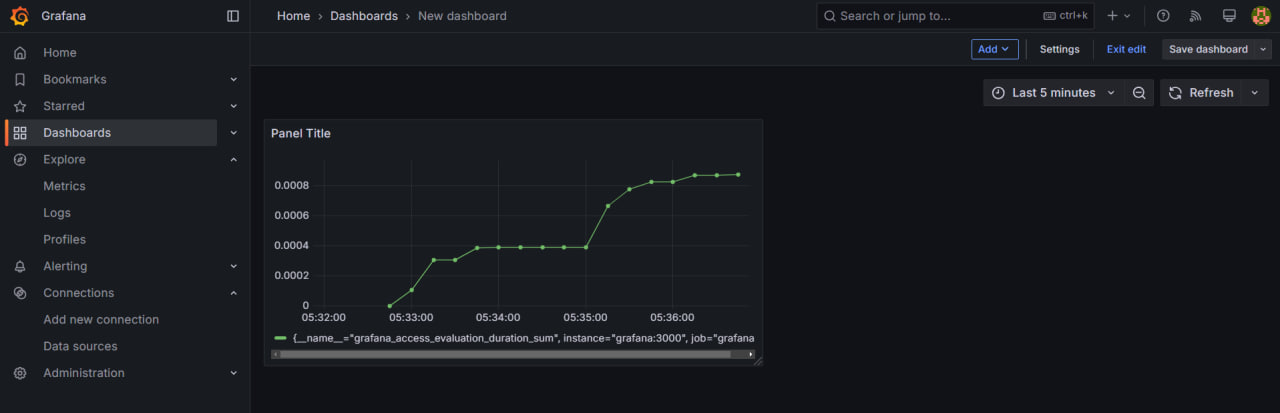 Grafana
Home › Dashboards › New dashboard
Search or jump to...
ctrl+k
Add
Settings
Exit edit
Save dashboard
Home
Bookmarks
Starred
Dashboards
Explore
Metrics
Logs
Profiles
Alerting
Connections
Add new connection
Data sources
Administration
Last 5 minutes
Refresh
Panel Title
0.0008
0.0006
0.0004
0.0002
0
05:32:00 05:33:00 05:34:00 05:35:00 05:36:00
{__name__="grafana_access_evaluation_duration_sum", instance="grafana:3000", job="grafana